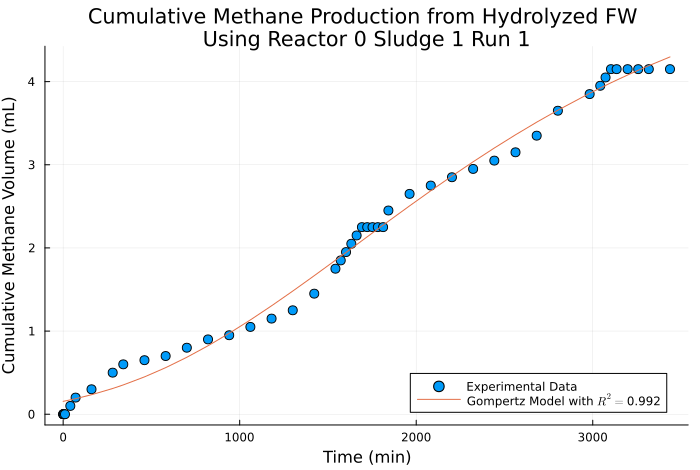 Cumulative Methane Production from Hydrolyzed FW
Using Reactor 0 Sludge 1 Run 1
Cumulative Methane Volume (mL)
4
3
2
1
0
0 1000 2000 3000
Time (min)
Experimental Data
Gompertz Model with R² = 0.992